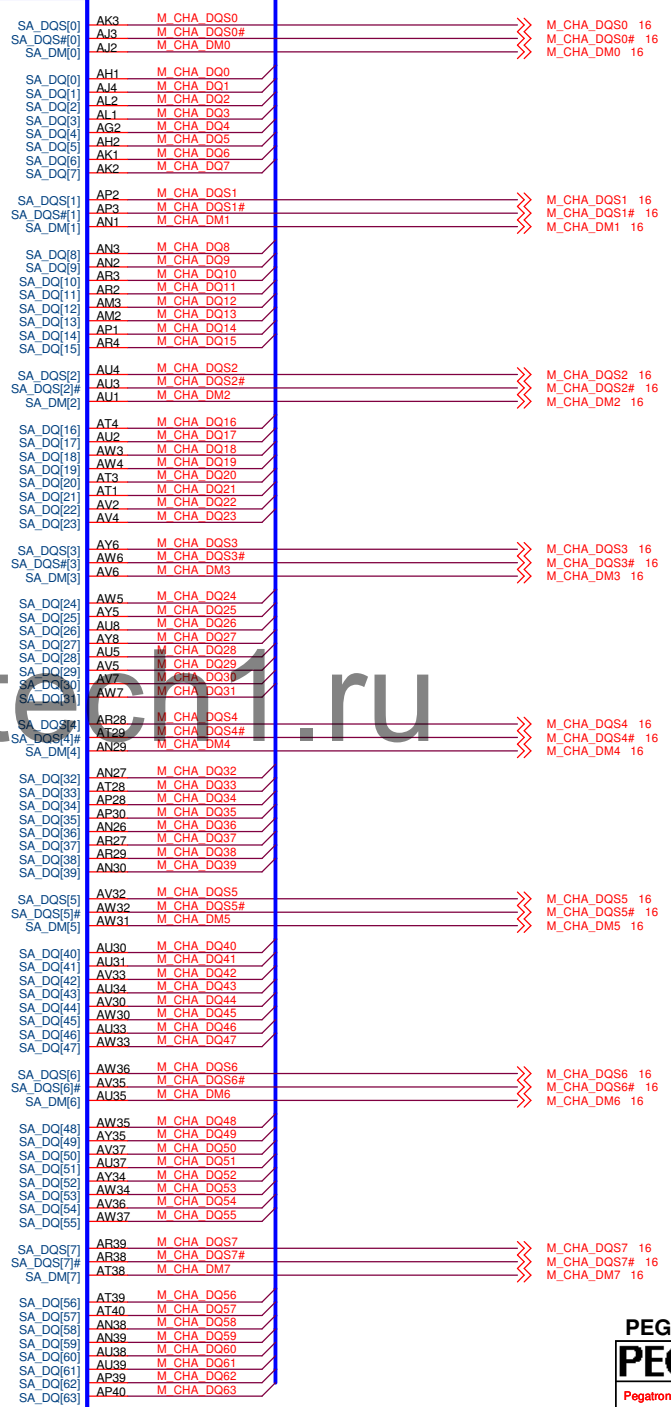 SA_DQS[0] AK3 M_CHA_DQS0 M_CHA_DQS0 16
SA_DQS#[0] AJ3 M_CHA_DQS0# M_CHA_DQS0# 16
SA_DM[0] AJ2 M_CHA_DM0 M_CHA_DM0 16
SA_DQ[0] AH1 M_CHA_DQ0
SA_DQ[1] AJ4 M_CHA_DQ1
SA_DQ[2] AL2 M_CHA_DQ2
SA_DQ[3] AL1 M_CHA_DQ3
SA_DQ[4] AG2 M_CHA_DQ4
SA_DQ[5] AH2 M_CHA_DQ5
SA_DQ[6] AK1 M_CHA_DQ6
SA_DQ[7] AK2 M_CHA_DQ7
SA_DQS[1] AP2 M_CHA_DQS1 M_CHA_DQS1 16
SA_DQS#[1] AP3 M_CHA_DQS1# M_CHA_DQS1# 16
SA_DM[1] AN1 M_CHA_DM1 M_CHA_DM1 16
SA_DQ[8] AN3 M_CHA_DQ8
SA_DQ[9] AN2 M_CHA_DQ9
SA_DQ[10] AR3 M_CHA_DQ10
SA_DQ[11] AR2 M_CHA_DQ11
SA_DQ[12] AM3 M_CHA_DQ12
SA_DQ[13] AM2 M_CHA_DQ13
SA_DQ[14] AP1 M_CHA_DQ14
SA_DQ[15] AR4 M_CHA_DQ15
SA_DQS[2] AU4 M_CHA_DQS2 M_CHA_DQS2 16
SA_DQS[2]# AU3 M_CHA_DQS2# M_CHA_DQS2# 16
SA_DM[2] AU1 M_CHA_DM2 M_CHA_DM2 16
SA_DQ[16] AT4 M_CHA_DQ16
SA_DQ[17] AU2 M_CHA_DQ17
SA_DQ[18] AW3 M_CHA_DQ18
SA_DQ[19] AW4 M_CHA_DQ19
SA_DQ[20] AT3 M_CHA_DQ20
SA_DQ[21] AT1 M_CHA_DQ21
SA_DQ[22] AV2 M_CHA_DQ22
SA_DQ[23] AV4 M_CHA_DQ23
SA_DQS[3] AY6 M_CHA_DQS3 M_CHA_DQS3 16
SA_DQS#[3] AW6 M_CHA_DQS3# M_CHA_DQS3# 16
SA_DM[3] AV6 M_CHA_DM3 M_CHA_DM3 16
SA_DQ[24] AW5 M_CHA_DQ24
SA_DQ[25] AY5 M_CHA_DQ25
SA_DQ[26] AU8 M_CHA_DQ26
SA_DQ[27] AY8 M_CHA_DQ27
SA_DQ[28] AU5 M_CHA_DQ28
SA_DQ[29] AV5 M_CHA_DQ29
SA_DQ[30] AV7 M_CHA_DQ30
SA_DQ[31] AW7 M_CHA_DQ31
tech1.ru
SA_DQS[4] AR28 M_CHA_DQS4 M_CHA_DQS4 16
SA_DQS[4]# AT29 M_CHA_DQS4# M_CHA_DQS4# 16
SA_DM[4] AN29 M_CHA_DM4 M_CHA_DM4 16
SA_DQ[32] AN27 M_CHA_DQ32
SA_DQ[33] AT28 M_CHA_DQ33
SA_DQ[34] AP28 M_CHA_DQ34
SA_DQ[35] AP30 M_CHA_DQ35
SA_DQ[36] AN26 M_CHA_DQ36
SA_DQ[37] AR27 M_CHA_DQ37
SA_DQ[38] AR29 M_CHA_DQ38
SA_DQ[39] AN30 M_CHA_DQ39
SA_DQS[5] AV32 M_CHA_DQS5 M_CHA_DQS5 16
SA_DQS[5]# AW32 M_CHA_DQS5# M_CHA_DQS5# 16
SA_DM[5] AW31 M_CHA_DM5 M_CHA_DM5 16
SA_DQ[40] AU30 M_CHA_DQ40
SA_DQ[41] AU31 M_CHA_DQ41
SA_DQ[42] AV33 M_CHA_DQ42
SA_DQ[43] AU34 M_CHA_DQ43
SA_DQ[44] AV30 M_CHA_DQ44
SA_DQ[45] AW30 M_CHA_DQ45
SA_DQ[46] AU33 M_CHA_DQ46
SA_DQ[47] AW33 M_CHA_DQ47
SA_DQS[6] AW36 M_CHA_DQS6 M_CHA_DQS6 16
SA_DQS[6]# AV35 M_CHA_DQS6# M_CHA_DQS6# 16
SA_DM[6] AU35 M_CHA_DM6 M_CHA_DM6 16
SA_DQ[48] AW35 M_CHA_DQ48
SA_DQ[49] AY35 M_CHA_DQ49
SA_DQ[50] AV37 M_CHA_DQ50
SA_DQ[51] AU37 M_CHA_DQ51
SA_DQ[52] AY34 M_CHA_DQ52
SA_DQ[53] AW34 M_CHA_DQ53
SA_DQ[54] AV36 M_CHA_DQ54
SA_DQ[55] AW37 M_CHA_DQ55
SA_DQS[7] AR39 M_CHA_DQS7 M_CHA_DQS7 16
SA_DQS[7]# AR38 M_CHA_DQS7# M_CHA_DQS7# 16
SA_DM[7] AT38 M_CHA_DM7 M_CHA_DM7 16
SA_DQ[56] AT39 M_CHA_DQ56
SA_DQ[57] AT40 M_CHA_DQ57
SA_DQ[58] AN38 M_CHA_DQ58
SA_DQ[59] AN39 M_CHA_DQ59
SA_DQ[60] AU38 M_CHA_DQ60
SA_DQ[61] AU39 M_CHA_DQ61
SA_DQ[62] AP39 M_CHA_DQ62
SA_DQ[63] AP40 M_CHA_DQ63
PEG
PEG
Pegatron